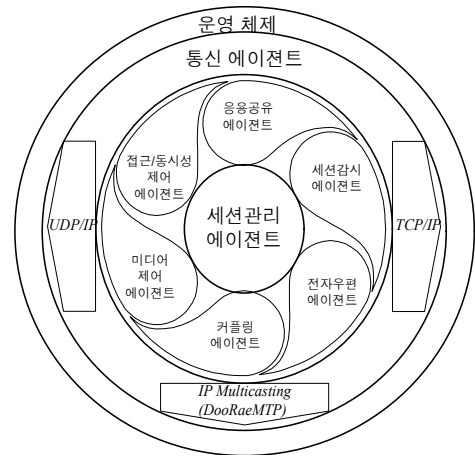 운영 체제
통신 에이젼트
응용공유
에이젼트
접근/동시성
제어
에이젼트
세션감시
에이젼트
UDP/IP
세션관리
에이젼트
TCP/IP
미디어
제어
에이젼트
전자우편
에이젼트
커플링
에이젼트
IP Multicasting
(DooRaeMTP)